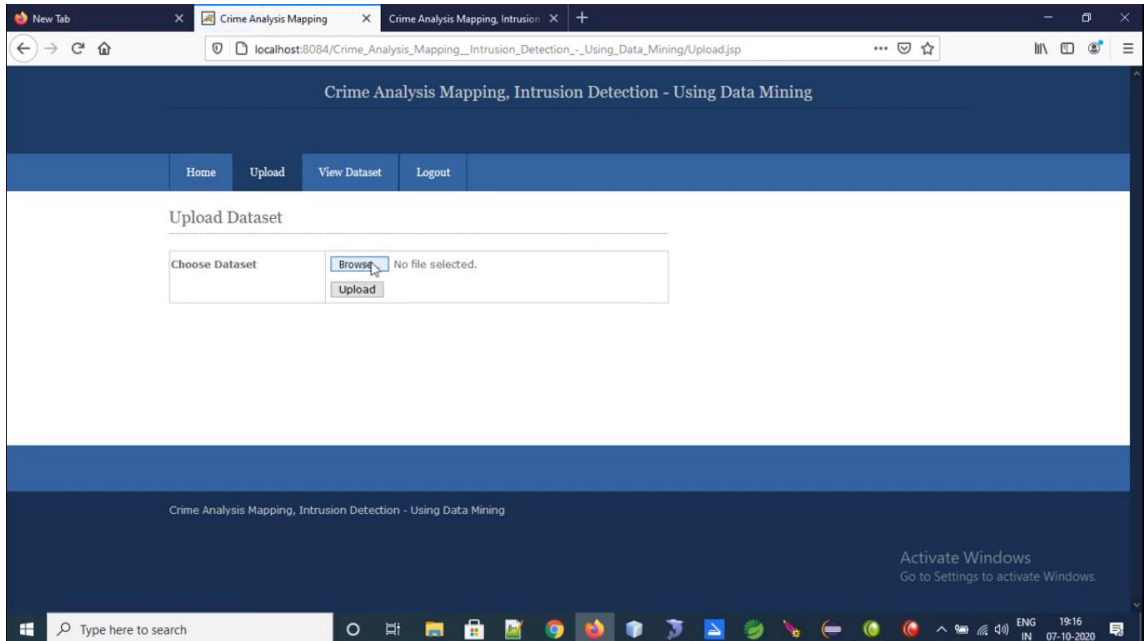 New Tab
Crime Analysis Mapping
Crime Analysis Mapping, Intrusion
localhost:8084/Crime_Analysis_Mapping__Intrusion_Detection_-_Using_Data_Mining/Upload.jsp
Crime Analysis Mapping, Intrusion Detection - Using Data Mining
Home
Upload
View Dataset
Logout
Upload Dataset
Choose Dataset
Browse...
No file selected.
Upload
Crime Analysis Mapping, Intrusion Detection - Using Data Mining
Activate Windows
Go to Settings to activate Windows.
Type here to search
ENG
IN
19:16
07-10-2020